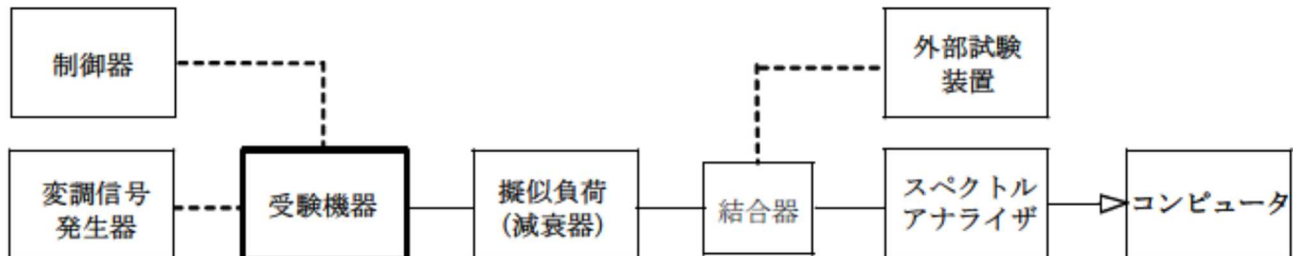 制御器
外部試験
装置
変調信号
発生器
受験機器
擬似負荷
(減衰器)
結合器
スペクトル
アナライザ
コンピュータ